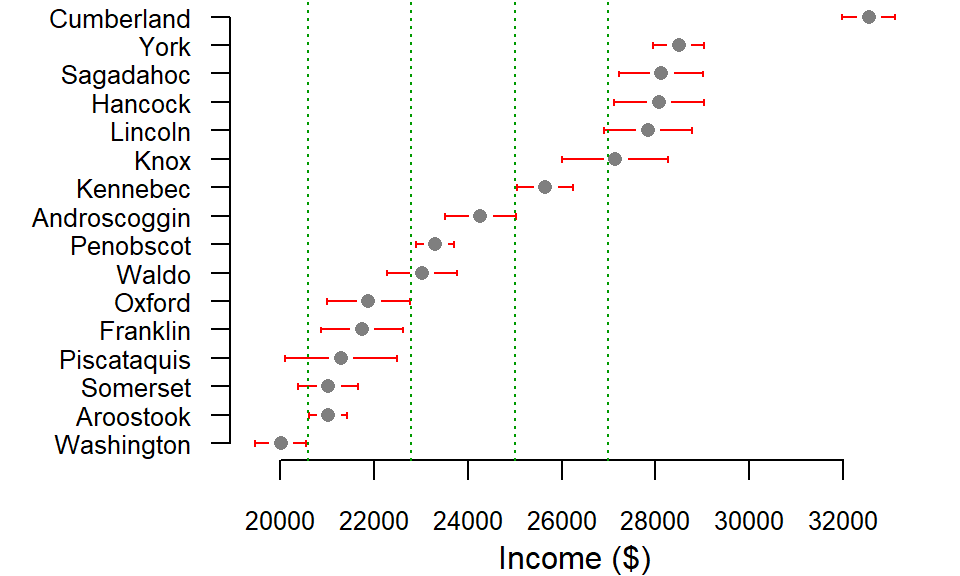 Cumberland
York
Sagadahoc
Hancock
Lincoln
Knox
Kennebec
Androscoggin
Penobscot
Waldo
Oxford
Franklin
Piscataquis
Somerset
Aroostook
Washington
20000 22000 24000 26000 28000 30000 32000
Income ($)